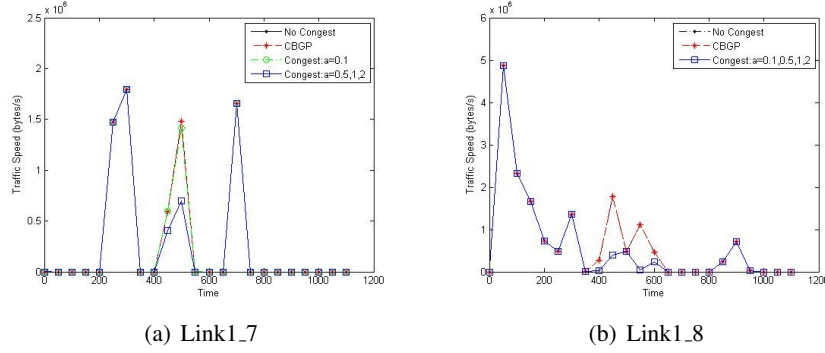 x 10^6
2.5
2
1.5
1
0.5
0
Traffic Speed (bytes/s)
0 200 400 600 800 1000 1200
Time
No Congest
CBGP
Congest:a=0.1
Congest:a=0.5,1,2
(a) Link1_7
x 10^6
6
5
4
3
2
1
0
Traffic Speed (bytes/s)
0 200 400 600 800 1000 1200
Time
No Congest
CBGP
Congest:a=0.1,0.5,1,2
(b) Link1_8